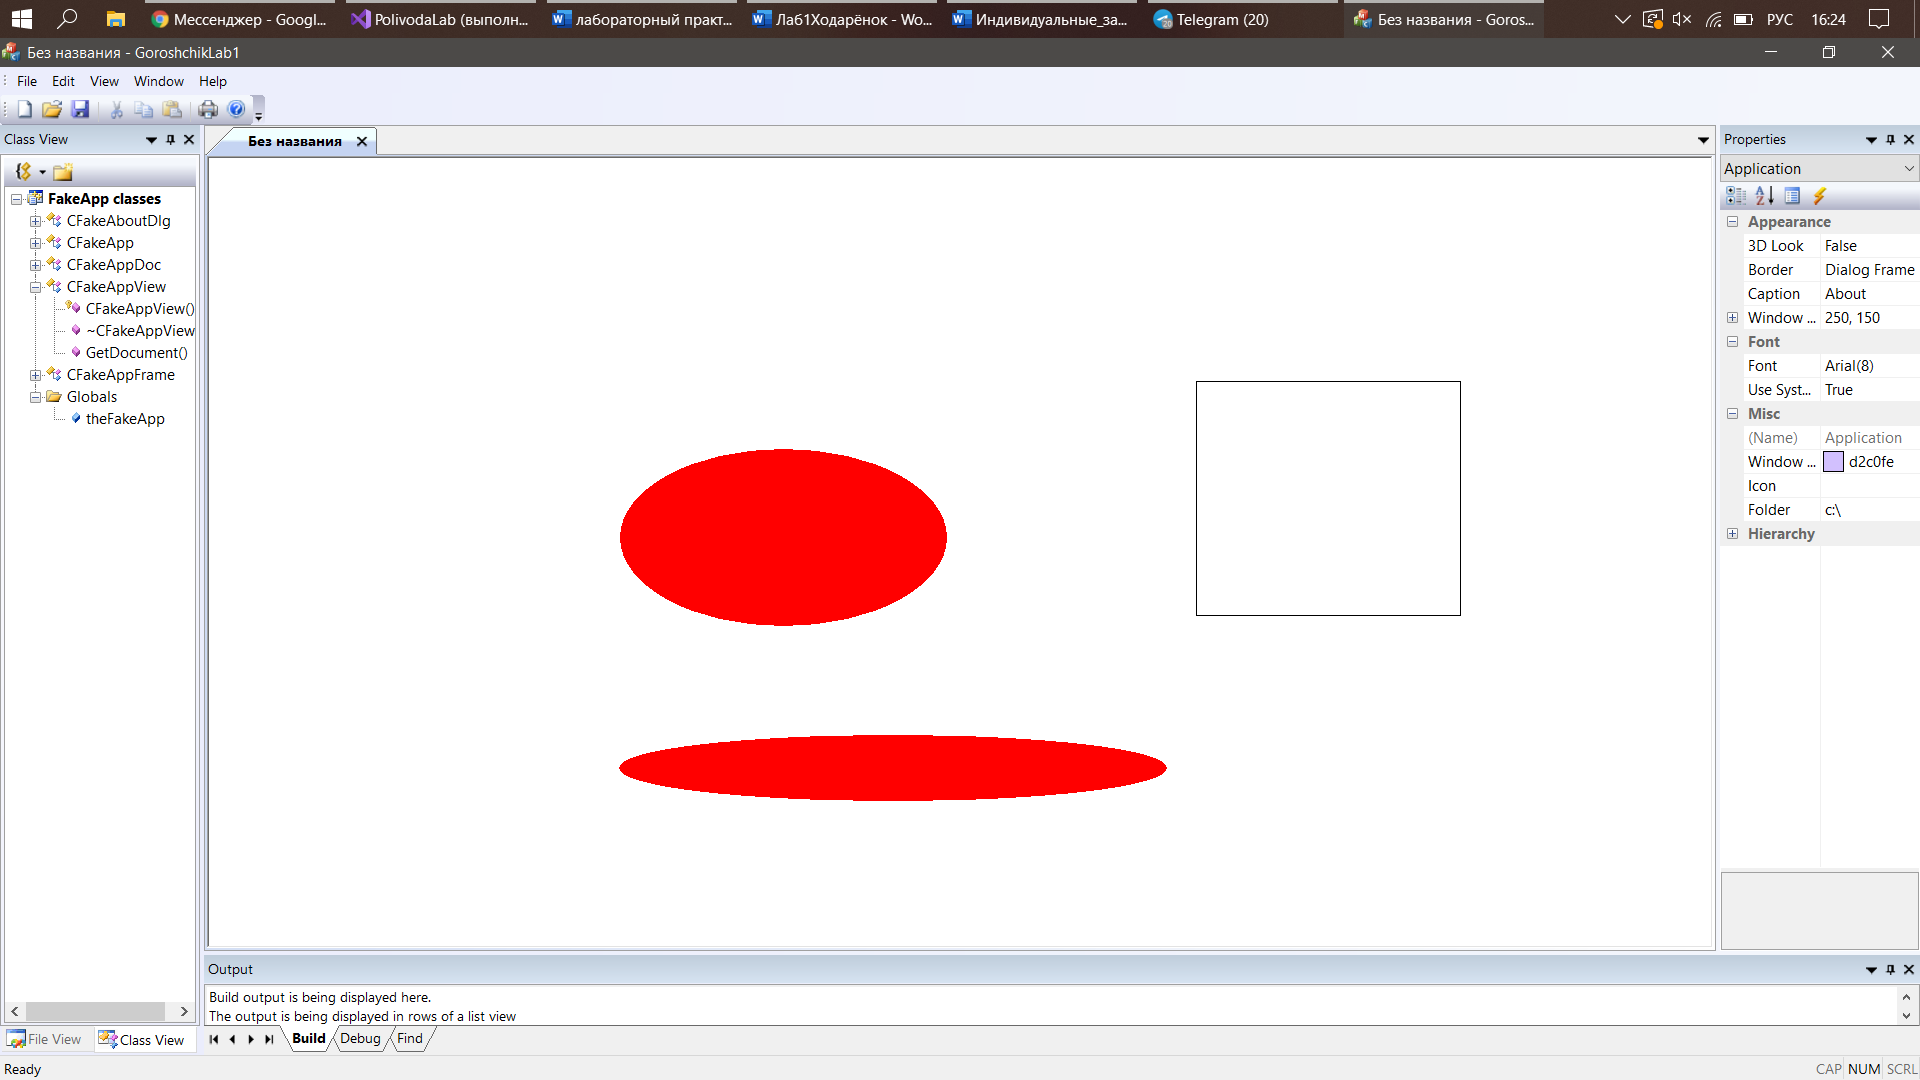 Мессенджер - Googl...
PolivodaLab (выполн...
лабораторный практ...
Лаб1Ходарёнок - Wo...
Индивидуальные_за...
Telegram (20)
Без названия - Goros...
РУС
16:24
Без названия - GoroshchikLab1
File Edit View Window Help
Class View
FakeApp classes
CFakeAboutDlg
CFakeApp
CFakeAppDoc
CFakeAppView
CFakeAppView()
~CFakeAppView
GetDocument()
CFakeAppFrame
Globals
theFakeApp
File View
Class View
Без названия
Properties
Application
Appearance
3D Look False
Border Dialog Frame
Caption About
Window ... 250, 150
Font
Font Arial(8)
Use Syst... True
Misc
(Name) Application
Window ... d2c0fe
Icon
Folder c:\
Hierarchy
Output
Build output is being displayed here.
The output is being displayed in rows of a list view
Build Debug Find
Ready
CAP NUM SCRL